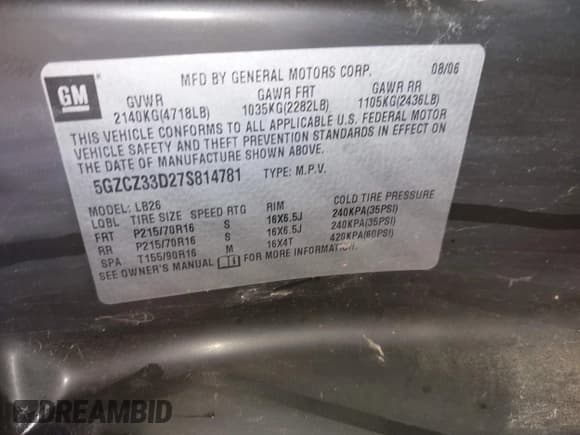 GM
MFD BY GENERAL MOTORS CORP. 08/06
GVWR GAWR FRT GAWR RR
2140KG(4718LB) 1035KG(2282LB) 1105KG(2436LB)
THIS VEHICLE CONFORMS TO ALL APPLICABLE U.S. FEDERAL MOTOR
VEHICLE SAFETY AND THEFT PREVENTION STANDARDS IN EFFECT ON
THE DATE OF MANUFACTURE SHOWN ABOVE.
5GZCZ33D27S814781 TYPE: M.P.V.
MODEL: LB26
LQBL TIRE SIZE SPEED RTG RIM COLD TIRE PRESSURE
FRT P215/70R16 S 16X6.5J 240KPA(35PSI)
RR P215/70R16 S 16X6.5J 240KPA(35PSI)
SPA T155/90R16 M 16X4T 420KPA(60PSI)
SEE OWNER'S MANUAL FOR MORE INFORMATION.
DREAMBID